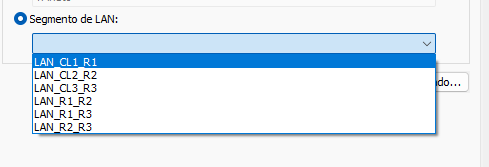 Segmento de LAN:
LAN_CL1_R1
LAN_CL2_R2
LAN_CL3_R3
LAN_R1_R2
LAN_R1_R3
LAN_R2_R3